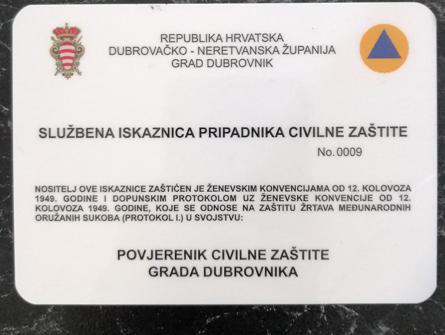 REPUBLIKA HRVATSKA
DUBROVAČKO - NERETVANSKA ŽUPANIJA
GRAD DUBROVNIK
SLUŽBENA ISKAZNICA PRIPADNIKA CIVILNE ZAŠTITE
No.0009
NOSITELJ OVE ISKAZNICE ZAŠTIĆEN JE ŽENEVSKIM KONVENCIJAMA OD 12. KOLOVOZA
1949. GODINE I DOPUNSKIM PROTOKOLOM UZ ŽENEVSKE KONVENCIJE OD 12.
KOLOVOZA 1949. GODINE, KOJE SE ODNOSE NA ZAŠTITU ŽRTAVA MEĐUNARODNIH
ORUŽANIH SUKOBA (PROTOKOL I.) U SVOJSTVU:
POVJERENIK CIVILNE ZAŠTITE
GRADA DUBROVNIKA